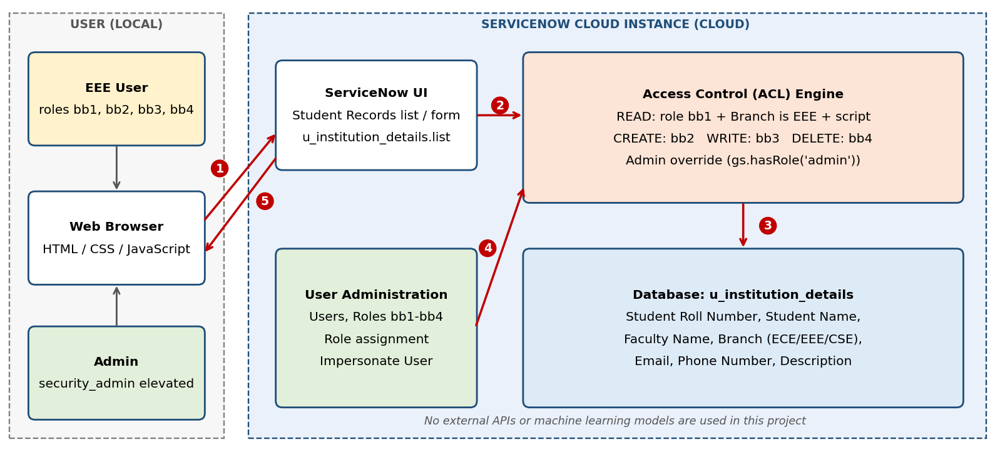 USER (LOCAL)
EEE User
roles bb1, bb2, bb3, bb4
1
Web Browser
HTML / CSS / JavaScript
5
Admin
security_admin elevated
SERVICENOW CLOUD INSTANCE (CLOUD)
ServiceNow UI
Student Records list / form
u_institution_details.list
2
Access Control (ACL) Engine
READ: role bb1 + Branch is EEE + script
CREATE: bb2   WRITE: bb3   DELETE: bb4
Admin override (gs.hasRole('admin'))
3
4
User Administration
Users, Roles bb1-bb4
Role assignment
Impersonate User
Database: u_institution_details
Student Roll Number, Student Name,
Faculty Name, Branch (ECE/EEE/CSE),
Email, Phone Number, Description
No external APIs or machine learning models are used in this project